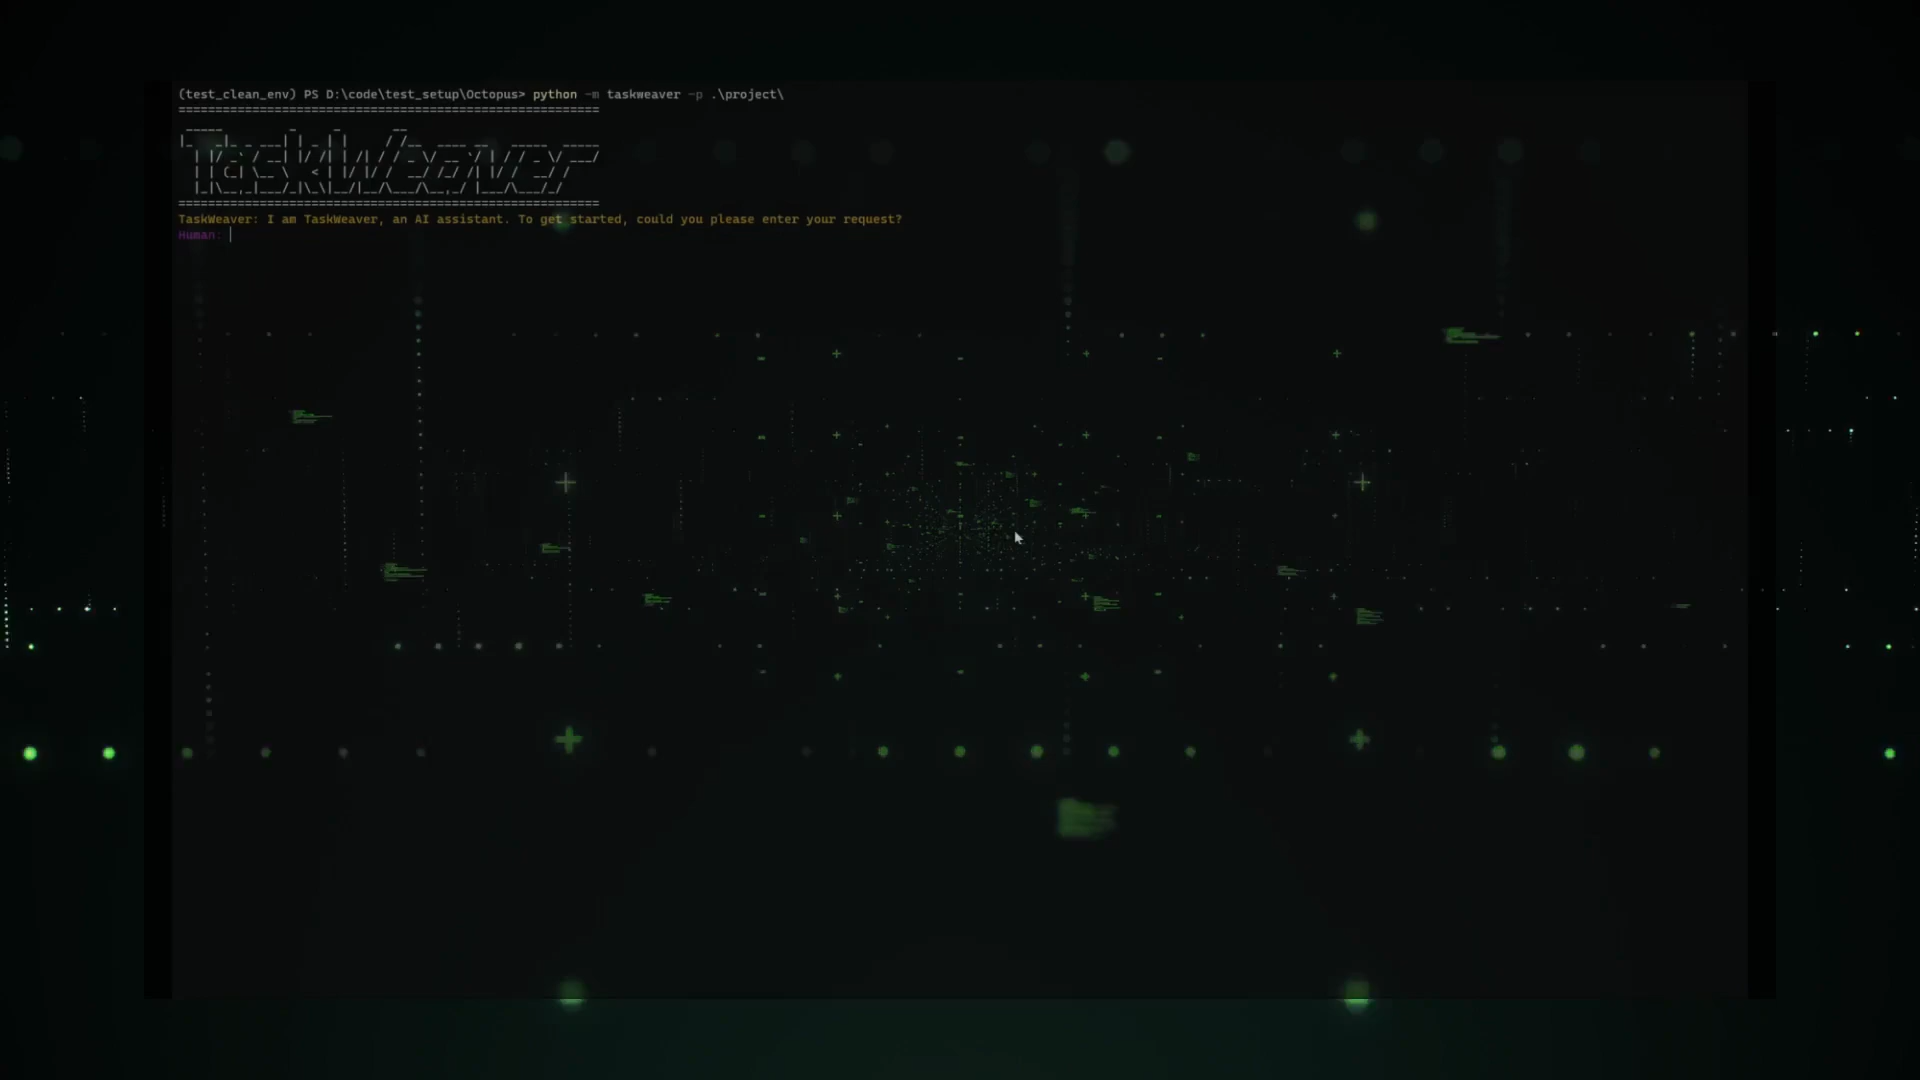 (test_clean_env) PS D:\code\test_setup\Octopus> python -m taskweaver -p .\project\
=========================================================
TaskWeaver
=========================================================
TaskWeaver: I am TaskWeaver, an AI assistant. To get started, could you please enter your request?
Human: